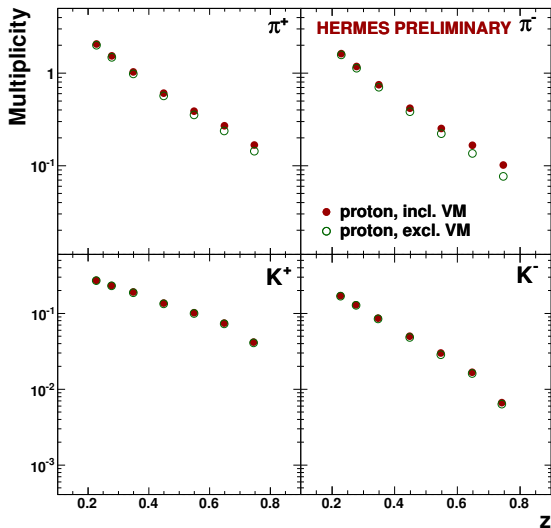 Multiplicity
π+
HERMES PRELIMINARY π-
1
10-1
proton, incl. VM
proton, excl. VM
K+
K-
10-1
10-2
10-3
0.2 0.4 0.6 0.8 0.2 0.4 0.6 0.8
z